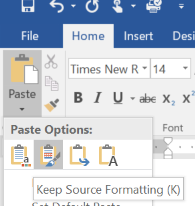 File Home Insert Desi
Times New R 14
Paste
B I U abc X₂ X²
Font
Paste Options:
Keep Source Formatting (K)
Set Default Paste